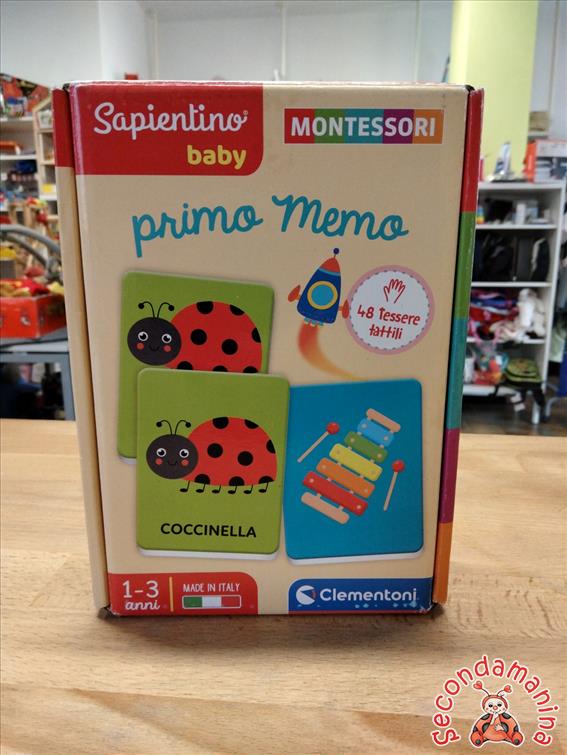 Sapientino®
baby
MONTESSORI
primo Memo
48 tessere
tattili
COCCINELLA
1-3
anni
MADE IN ITALY
Clementoni
Secondamanina